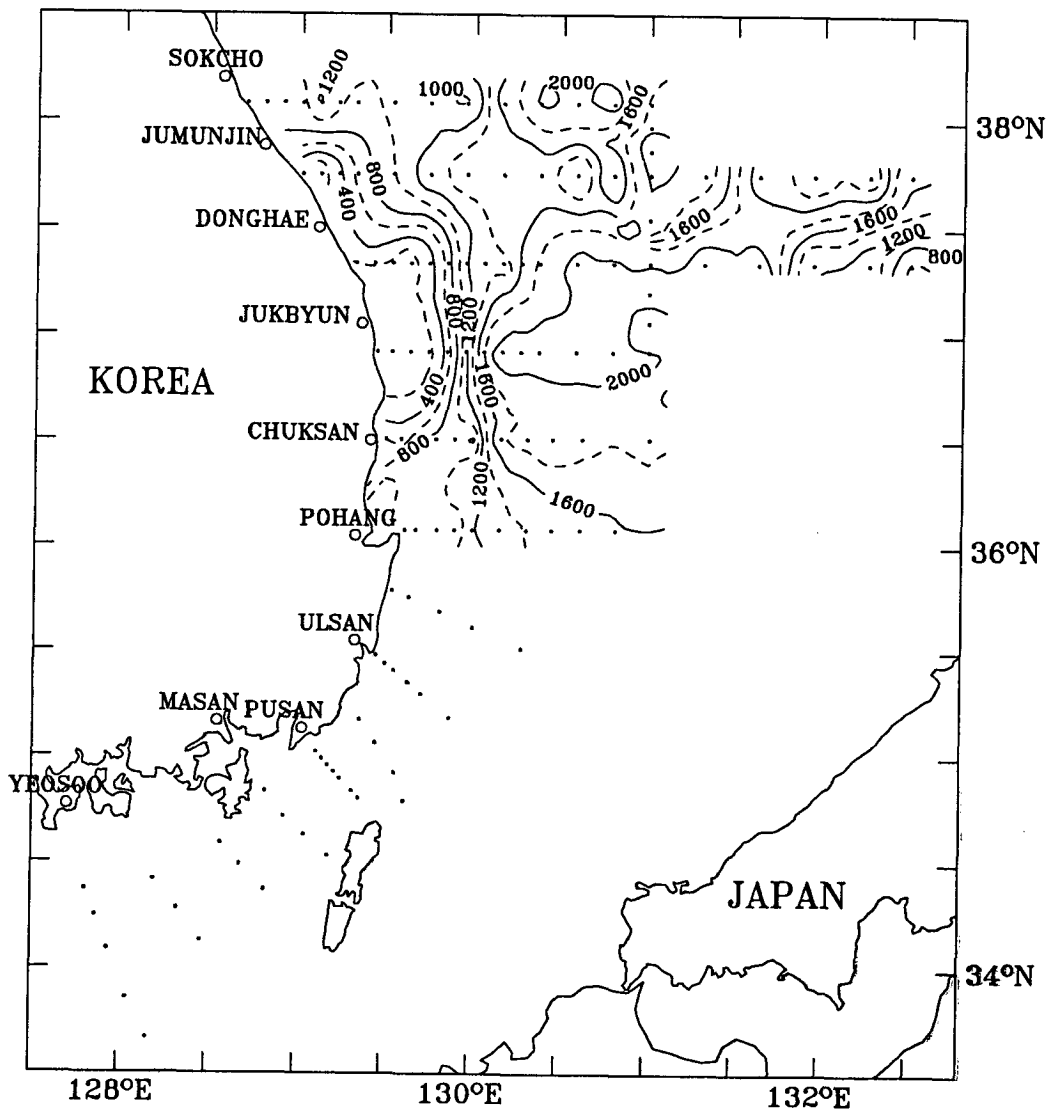 SOKCHO
1200
1000
2000
1600
38°N
JUMUNJIN
800
400
DONGHAE
1600
1600
1200
800
JUKBYUN
800
1200
KOREA
400
1600
2000
CHUKSAN
800
1200
1600
POHANG
36°N
ULSAN
MASAN PUSAN
YEOSOO
JAPAN
34°N
128°E 130°E 132°E